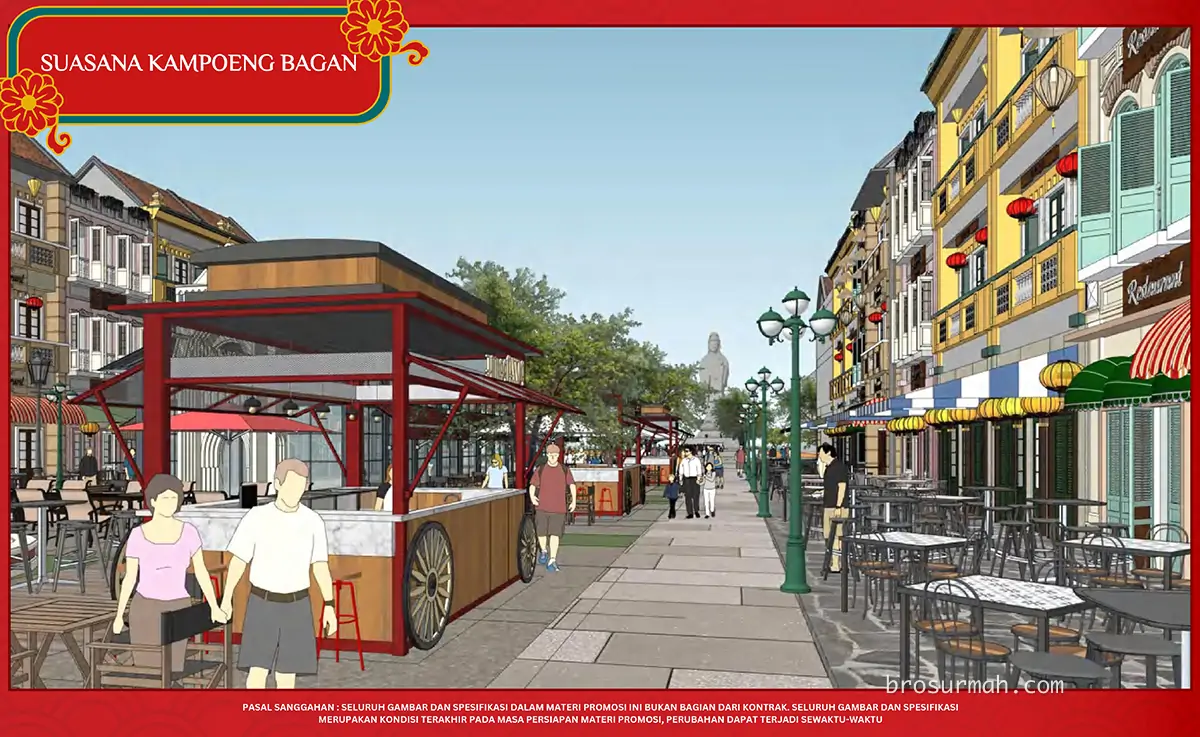 SUASANA KAMPOENG BAGAN
Restaurant
brosurmah.com
PASAL SANGGAHAN : SELURUH GAMBAR DAN SPESIFIKASI DALAM MATERI PROMOSI INI BUKAN BAGIAN DARI KONTRAK. SELURUH GAMBAR DAN SPESIFIKASI
MERUPAKAN KONDISI TERAKHIR PADA MASA PERSIAPAN MATERI PROMOSI, PERUBAHAN DAPAT TERJADI SEWAKTU-WAKTU